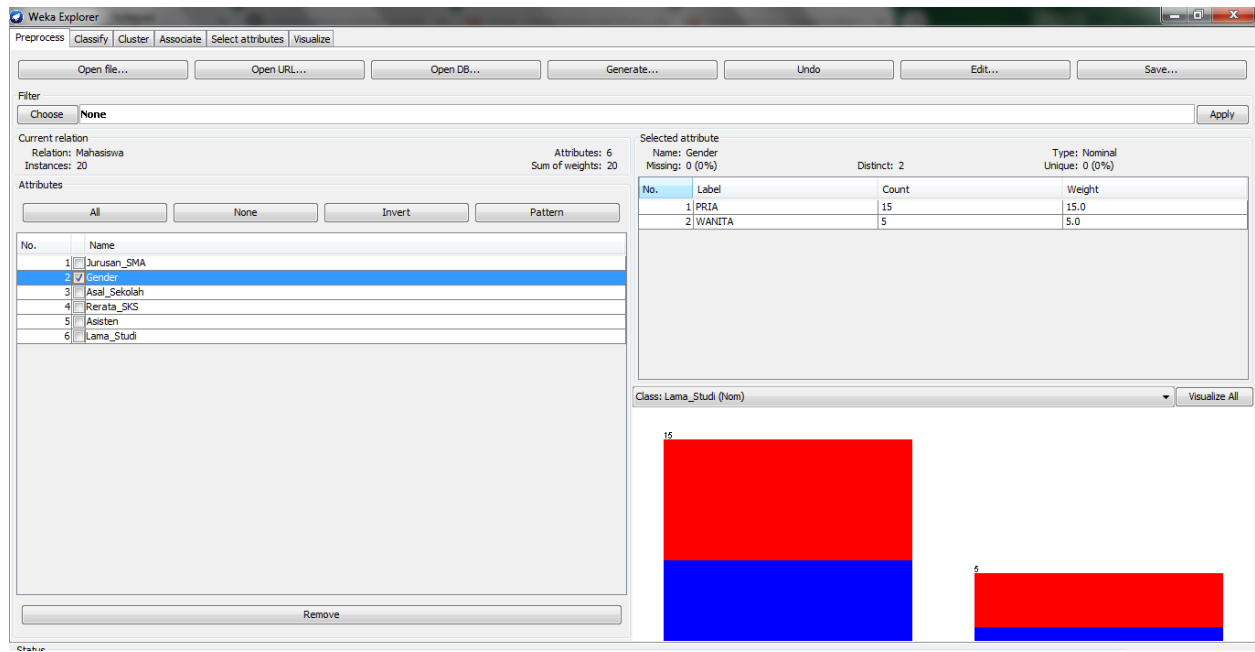 Weka Explorer
Preprocess Classify Cluster Associate Select attributes Visualize
Open file... Open URL... Open DB... Generate... Undo Edit... Save...
Filter
Choose None Apply
Current relation
Relation: Mahasiswa Attributes: 6
Instances: 20 Sum of weights: 20
Attributes
All None Invert Pattern
No. Name
1 Jurusan_SMA
2 Gender
3 Asal_Sekolah
4 Rerata_SKS
5 Asisten
6 Lama_Studi
Remove
Selected attribute
Name: Gender Type: Nominal
Missing: 0 (0%) Distinct: 2 Unique: 0 (0%)
No. Label Count Weight
1 PRIA 15 15.0
2 WANITA 5 5.0
Class: Lama_Studi (Nom) Visualize All
15
5
Status